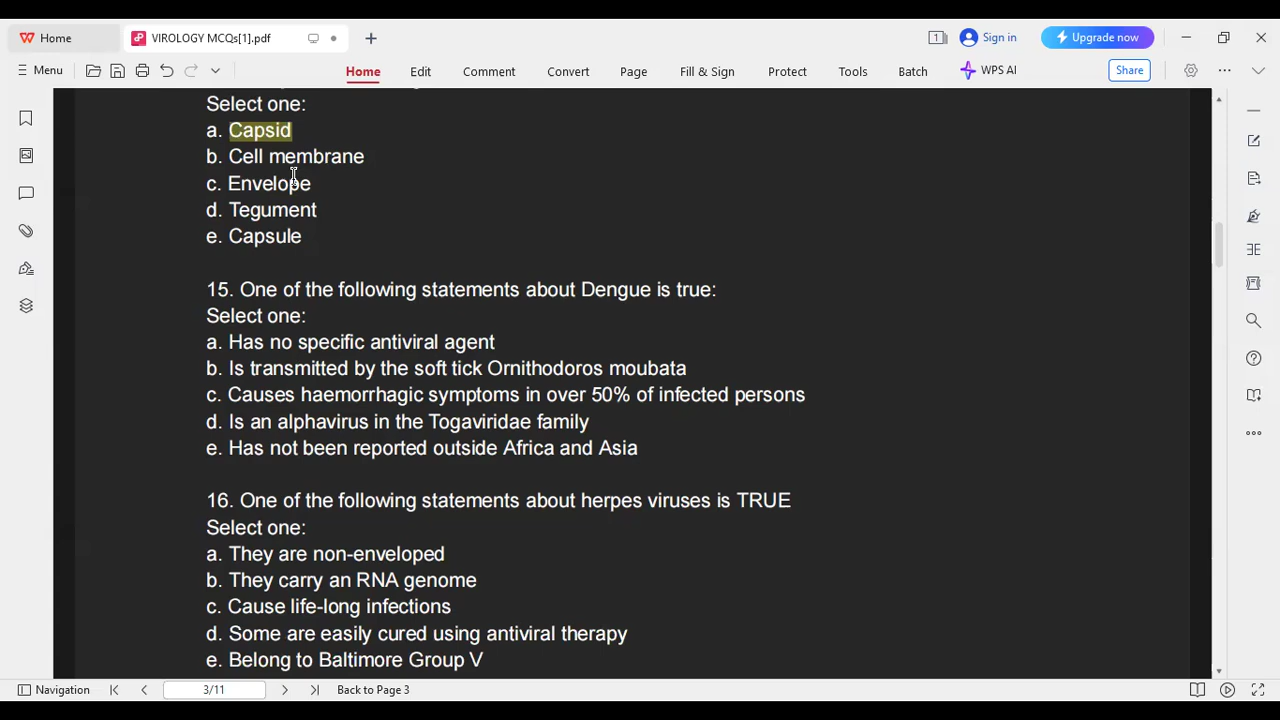 Home
VIROLOGY MCQs[1].pdf
Sign in
Upgrade now
Menu
Home
Edit
Comment
Convert
Page
Fill & Sign
Protect
Tools
Batch
WPS AI
Share
Select one:
a. Capsid
b. Cell membrane
c. Envelope
d. Tegument
e. Capsule
15. One of the following statements about Dengue is true:
Select one:
a. Has no specific antiviral agent
b. Is transmitted by the soft tick Ornithodoros moubata
c. Causes haemorrhagic symptoms in over 50% of infected persons
d. Is an alphavirus in the Togaviridae family
e. Has not been reported outside Africa and Asia
16. One of the following statements about herpes viruses is TRUE
Select one:
a. They are non-enveloped
b. They carry an RNA genome
c. Cause life-long infections
d. Some are easily cured using antiviral therapy
e. Belong to Baltimore Group V
Navigation
3/11
Back to Page 3